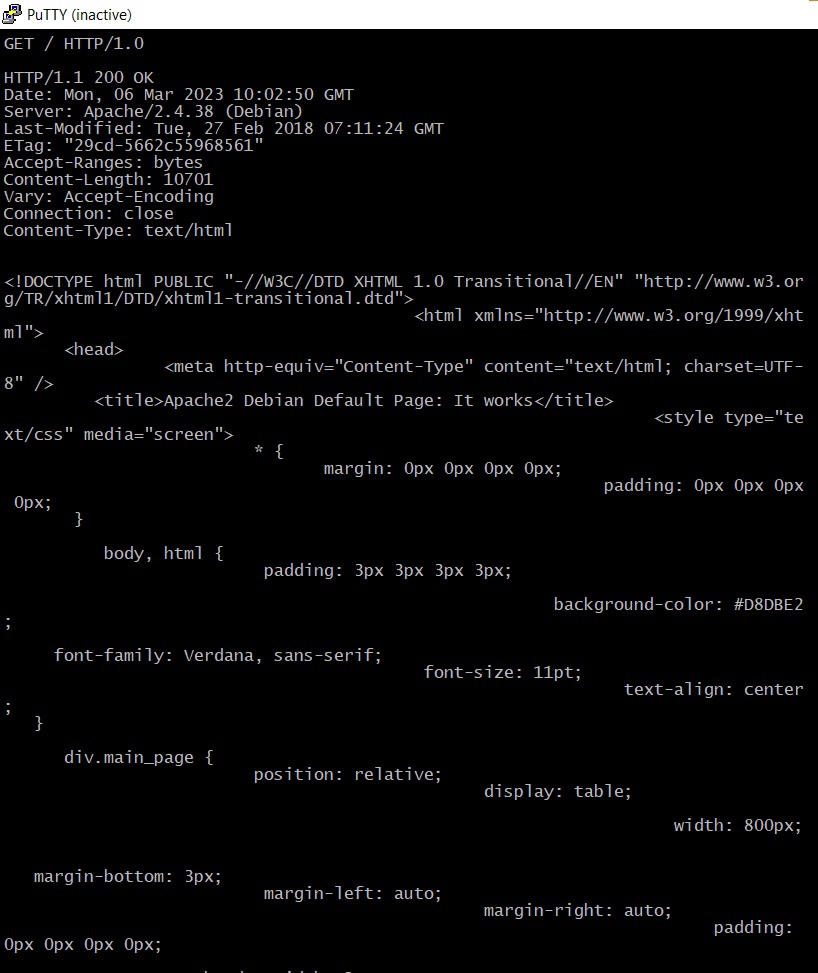 PuTTY (inactive)
GET / HTTP/1.0
HTTP/1.1 200 OK
Date: Mon, 06 Mar 2023 10:02:50 GMT
Server: Apache/2.4.38 (Debian)
Last-Modified: Tue, 27 Feb 2018 07:11:24 GMT
ETag: "29cd-5662c55968561"
Accept-Ranges: bytes
Content-Length: 10701
Vary: Accept-Encoding
Connection: close
Content-Type: text/html
<!DOCTYPE html PUBLIC "-//W3C//DTD XHTML 1.0 Transitional//EN" "http://www.w3.or
g/TR/xhtml1/DTD/xhtml1-transitional.dtd">
<html xmlns="http://www.w3.org/1999/xht
ml">
<head>
<meta http-equiv="Content-Type" content="text/html; charset=UTF-
8" />
<title>Apache2 Debian Default Page: It works</title>
<style type="te
xt/css" media="screen">
* {
margin: 0px 0px 0px 0px;
padding: 0px 0px 0px
0px;
}
body, html {
padding: 3px 3px 3px 3px;
background-color: #D8DBE2
;
font-family: Verdana, sans-serif;
font-size: 11pt;
text-align: center
;
}
div.main_page {
position: relative;
display: table;
width: 800px;
margin-bottom: 3px;
margin-left: auto;
margin-right: auto;
padding:
0px 0px 0px 0px;